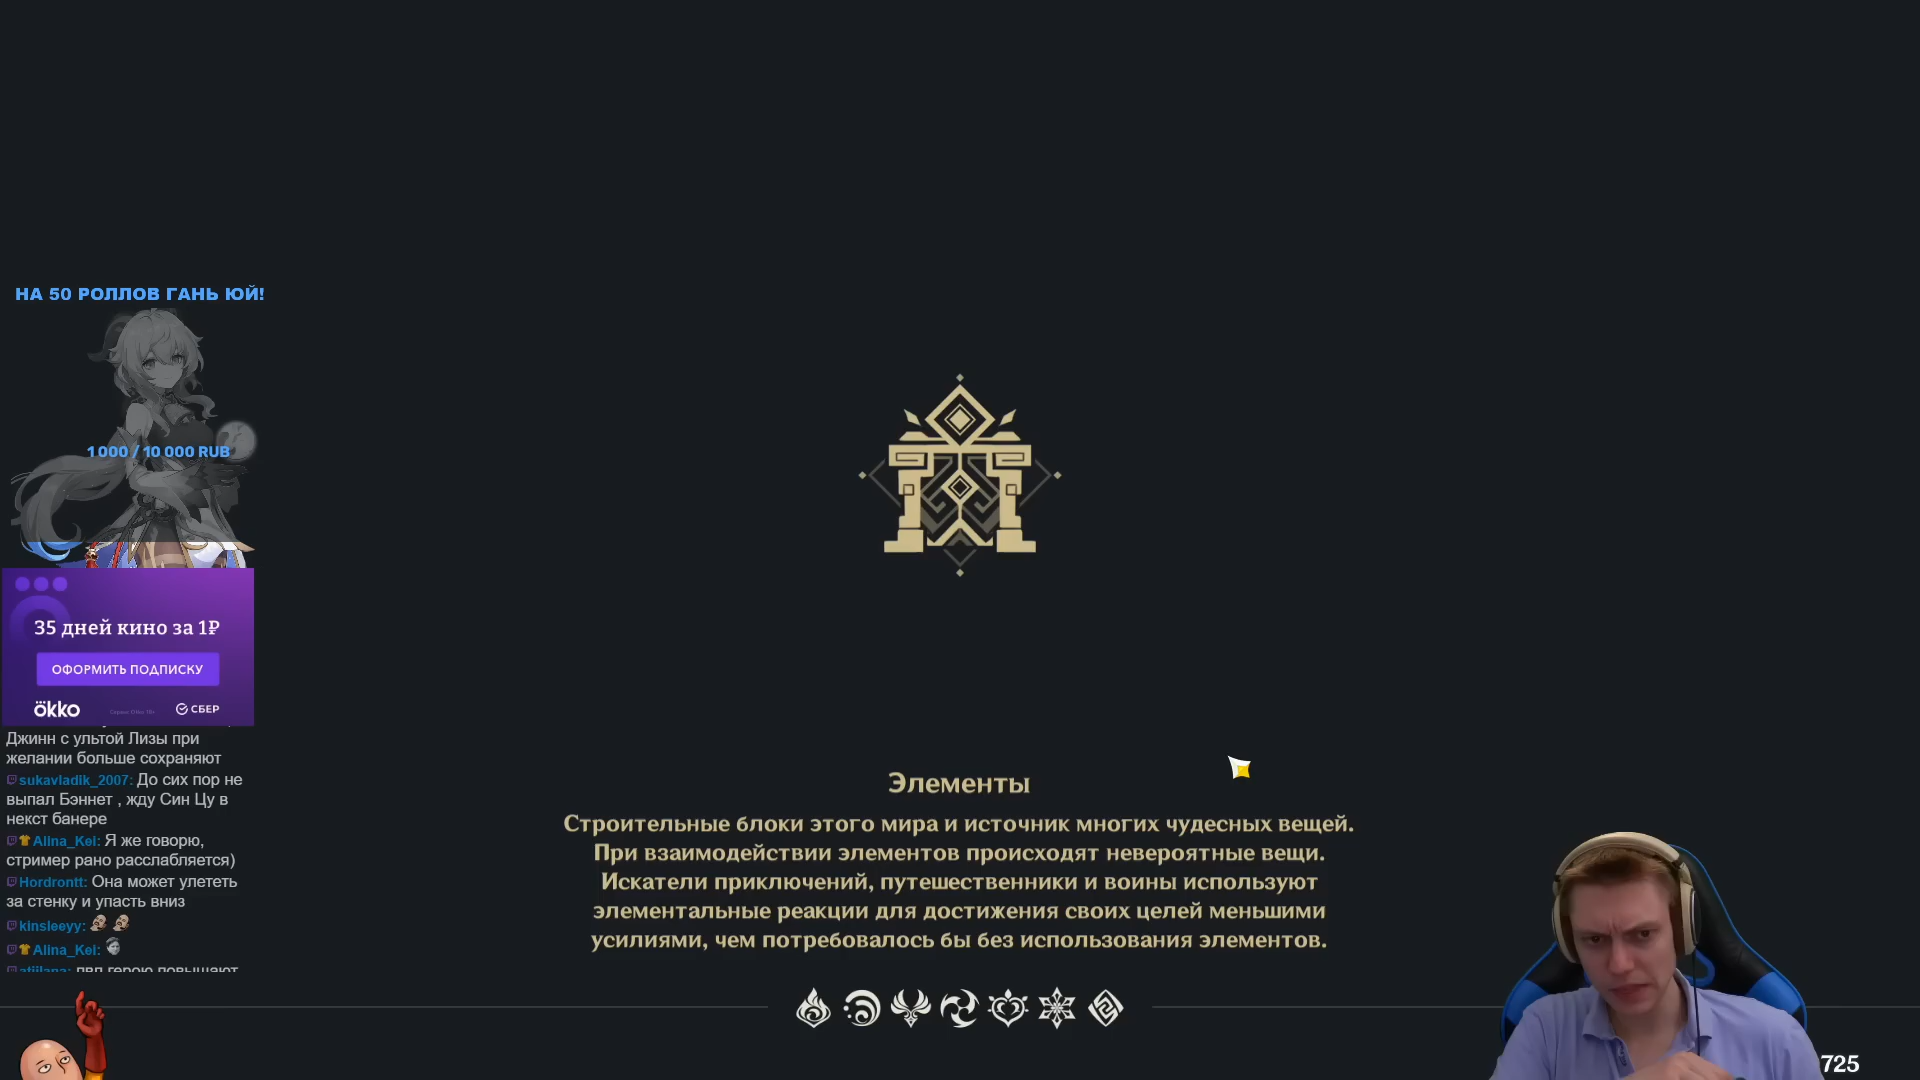 НА 50 РОЛЛОВ ГАНЬ ЮЙ!
1 000 / 10 000 RUB
35 дней кино за 1₽
ОФОРМИТЬ ПОДПИСКУ
ökko
СБЕР
Джинн с ультой Лизы при
желании больше сохраняют
sukavladik_2007: До сих пор не
выпал Бэннет , жду Син Цу в
некст банере
Alina_Kei: Я же говорю,
стример рано расслабляется)
Hordrontt: Она может улететь
за стенку и упасть вниз
kinsleeyy:
Alina_Kei:
Элементы
Строительные блоки этого мира и источник многих чудесных вещей.
При взаимодействии элементов происходят невероятные вещи.
Искатели приключений, путешественники и воины используют
элементальные реакции для достижения своих целей меньшими
усилиями, чем потребовалось бы без использования элементов.
725